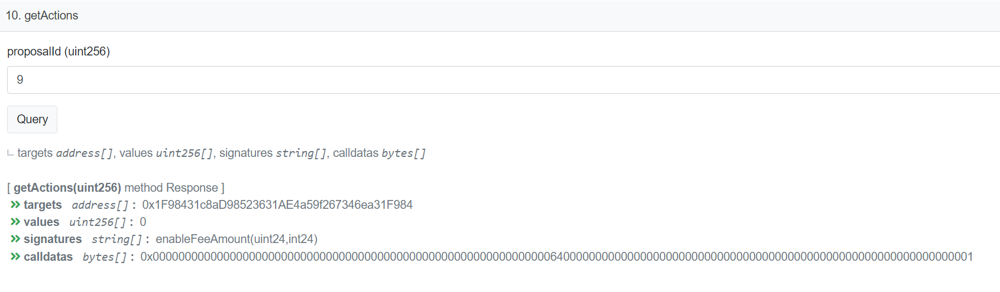 10. getActions
proposalId (uint256)
9
Query
targets address[], values uint256[], signatures string[], calldatas bytes[]
[ getActions(uint256) method Response ]
targets address[] : 0x1F98431c8aD98523631AE4a59f267346ea31F984
values uint256[] : 0
signatures string[] : enableFeeAmount(uint24,int24)
calldatas bytes[] : 0x00000000000000000000000000000000000000000000000000000000000000640000000000000000000000000000000000000000000000000000000000000001